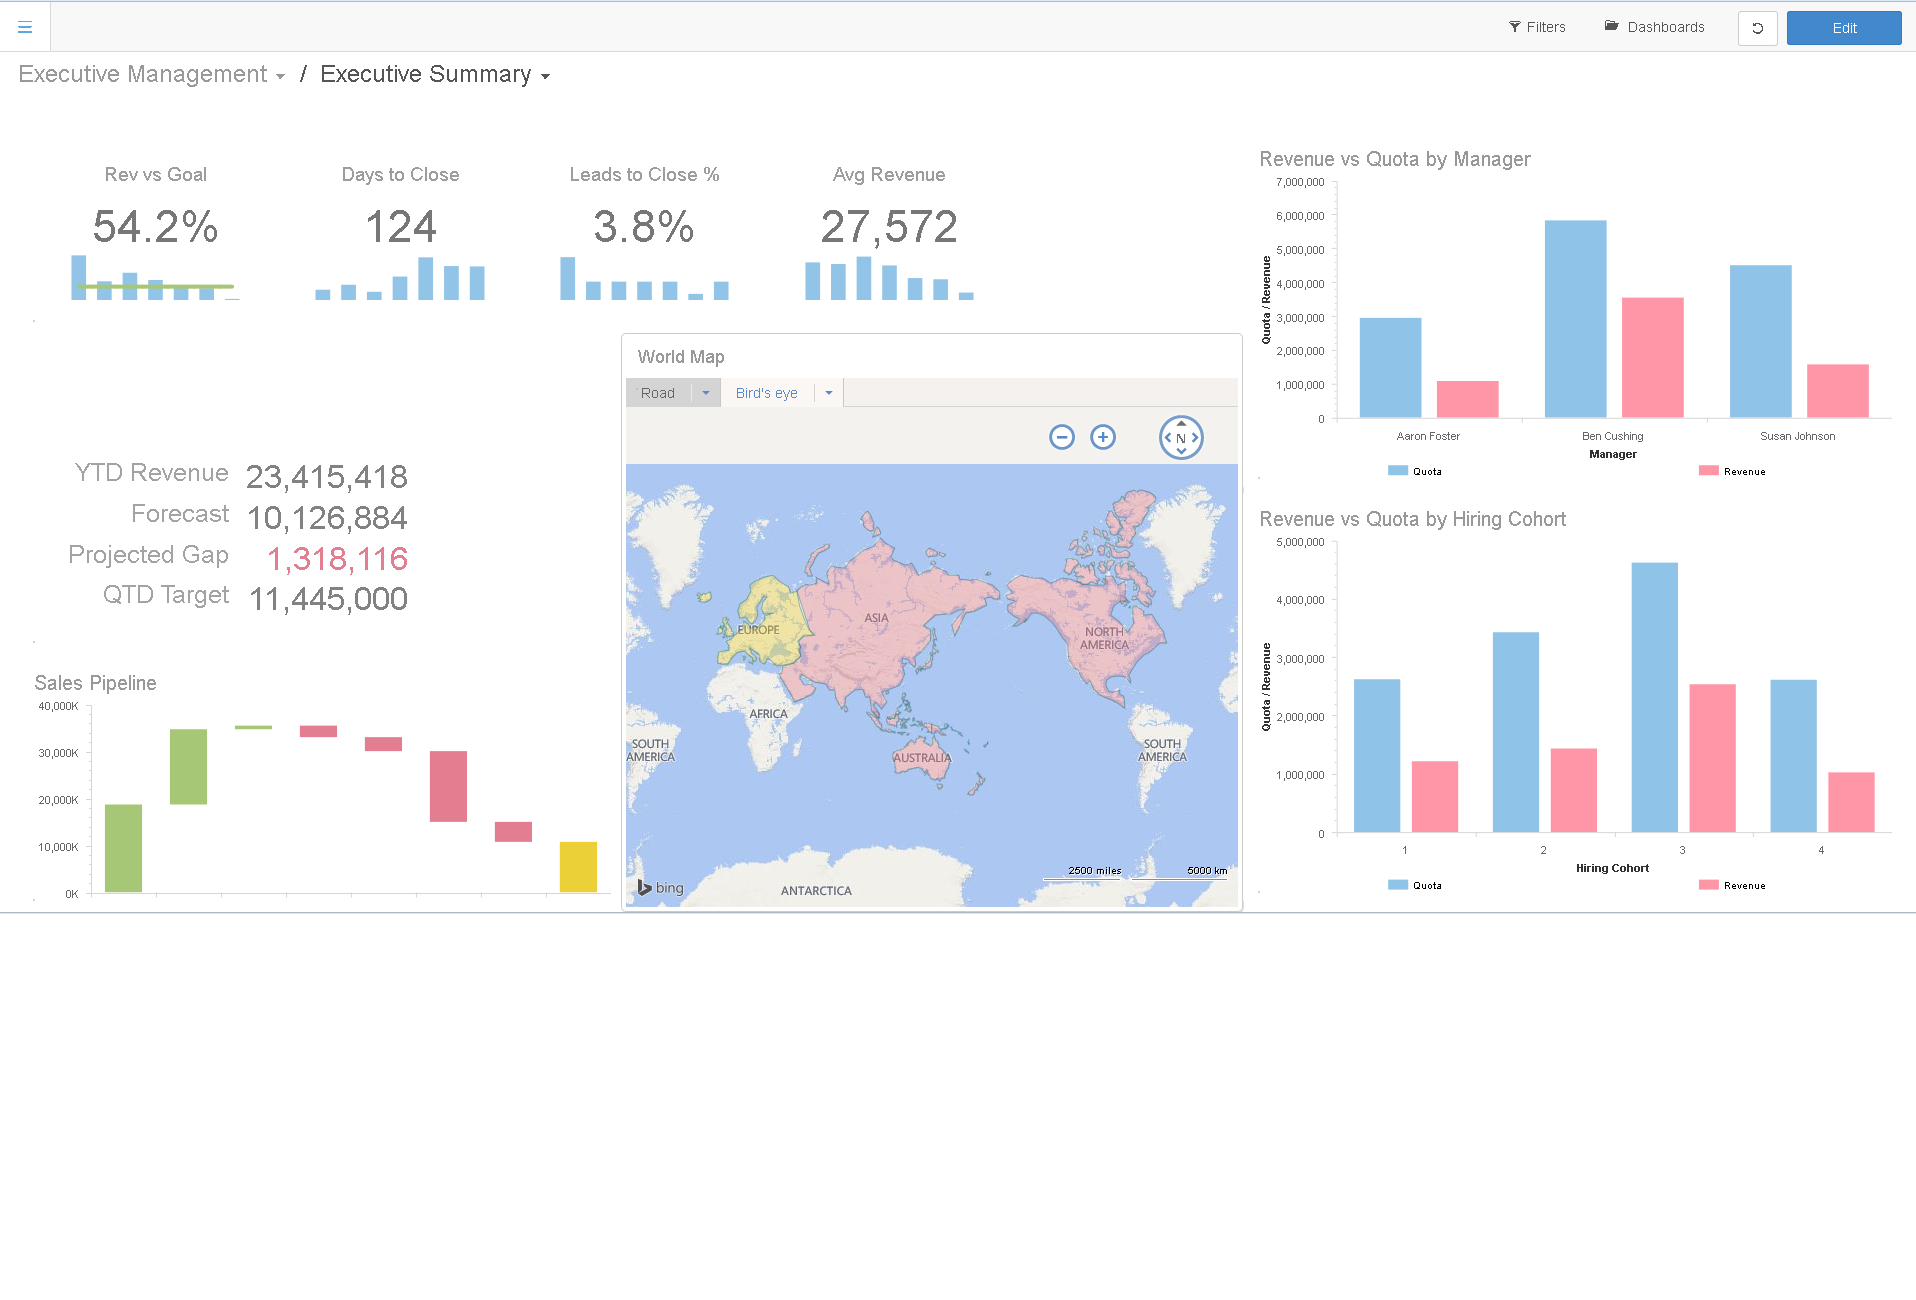 Filters
Dashboards
Edit
Executive Management / Executive Summary
Rev vs Goal
54.2%
Days to Close
124
Leads to Close %
3.8%
Avg Revenue
27,572
YTD Revenue 23,415,418
Forecast 10,126,884
Projected Gap 1,318,116
QTD Target 11,445,000
Sales Pipeline
40,000K
30,000K
20,000K
10,000K
0K
World Map
Road
Bird's eye
N
EUROPE
ASIA
NORTH
AMERICA
AFRICA
SOUTH
AMERICA
AUSTRALIA
SOUTH
AMERICA
ANTARCTICA
bing
2500 miles
5000 km
Revenue vs Quota by Manager
7,000,000
6,000,000
5,000,000
4,000,000
3,000,000
2,000,000
1,000,000
0
Quota / Revenue
Aaron Foster
Ben Cushing
Susan Johnson
Manager
Quota
Revenue
Revenue vs Quota by Hiring Cohort
5,000,000
4,000,000
3,000,000
2,000,000
1,000,000
0
Quota / Revenue
1
2
3
4
Hiring Cohort
Quota
Revenue